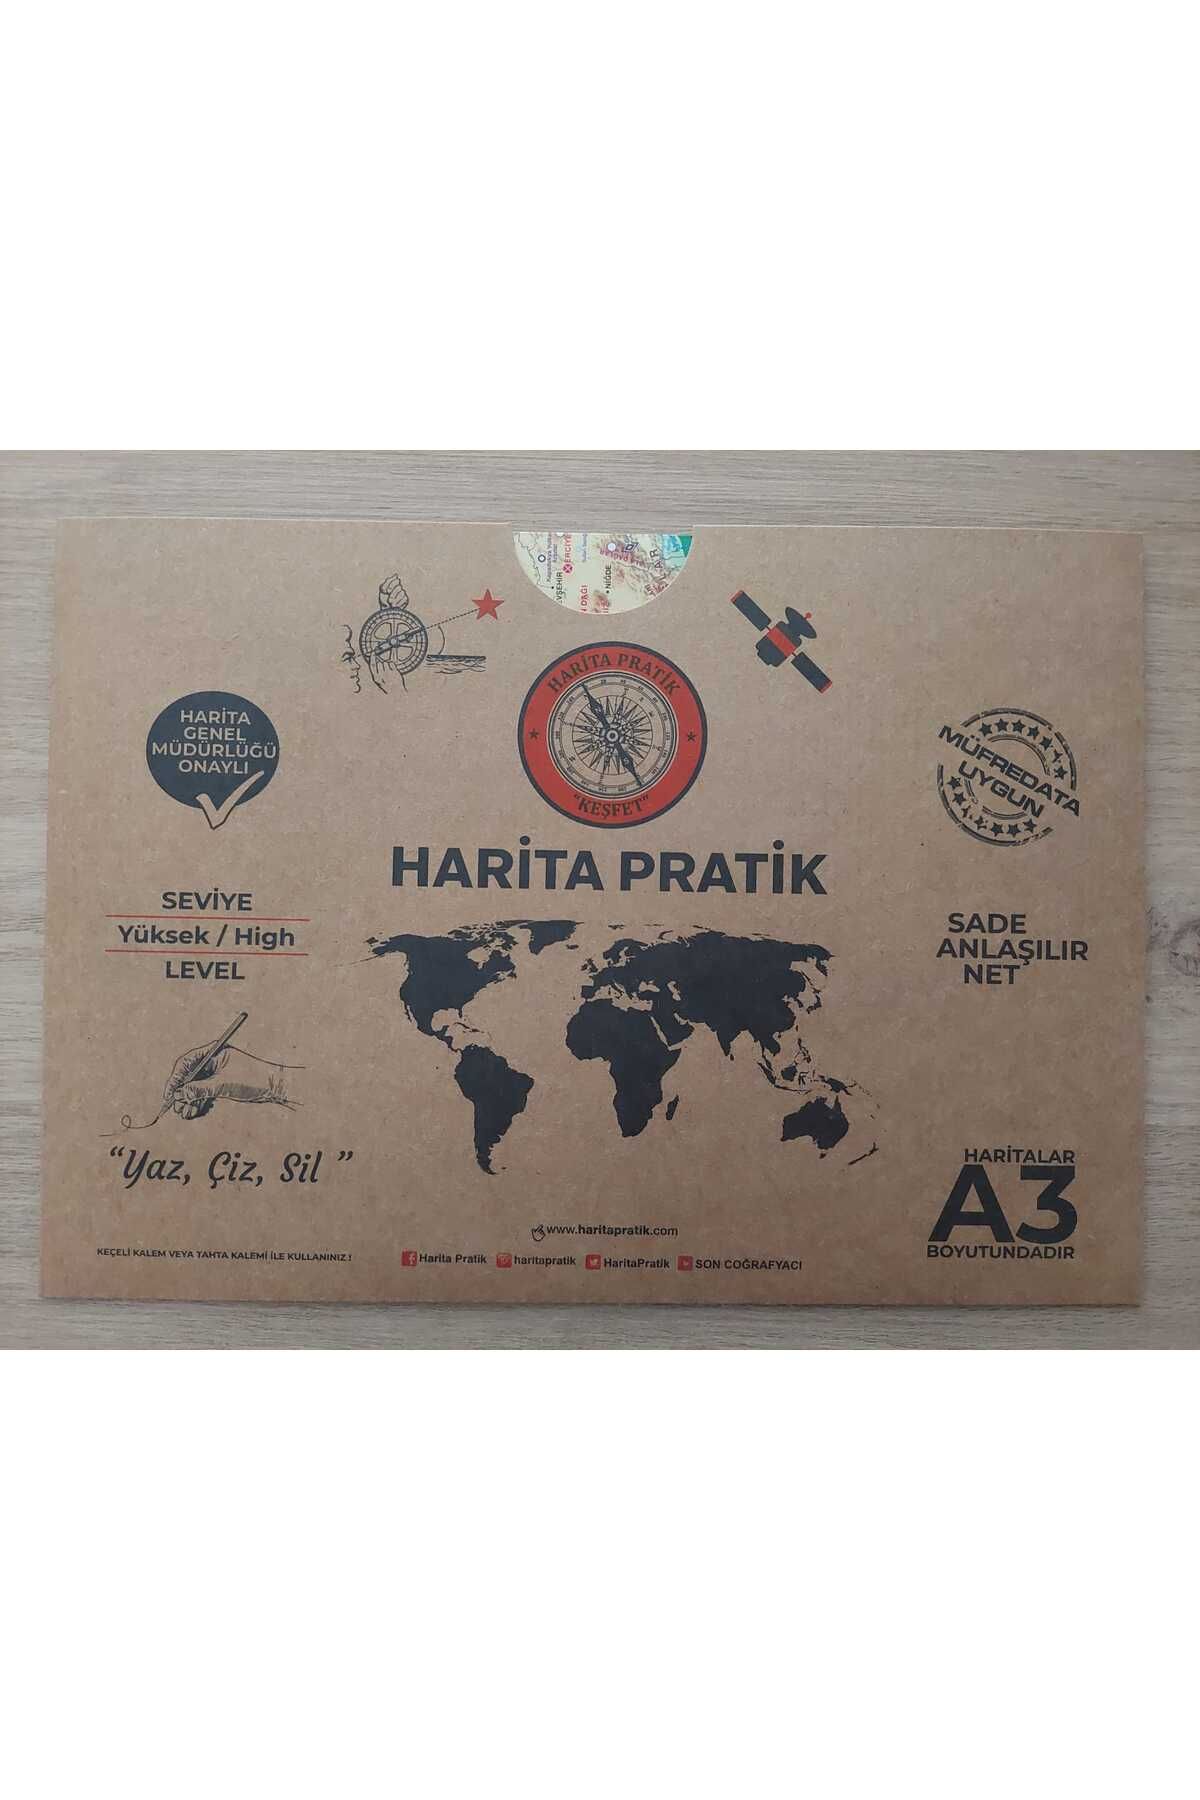 ERCİYE
NİĞDE
HARİTA PRATİK
"KEŞFET"
HARİTA
GENEL
MÜDÜRLÜĞÜ
ONAYLI
MÜFREDATA
UYGUN
HARİTA PRATİK
SEVİYE
Yüksek / High
LEVEL
SADE
ANLAŞILIR
NET
"Yaz, Çiz, Sil"
HARİTALAR
A3
BOYUTUNDADIR
www.haritapratik.com
KEÇELİ KALEM VEYA TAHTA KALEMİ İLE KULLANINIZ !
Harita Pratik haritapratik HaritaPratik SON COĞRAFYACI